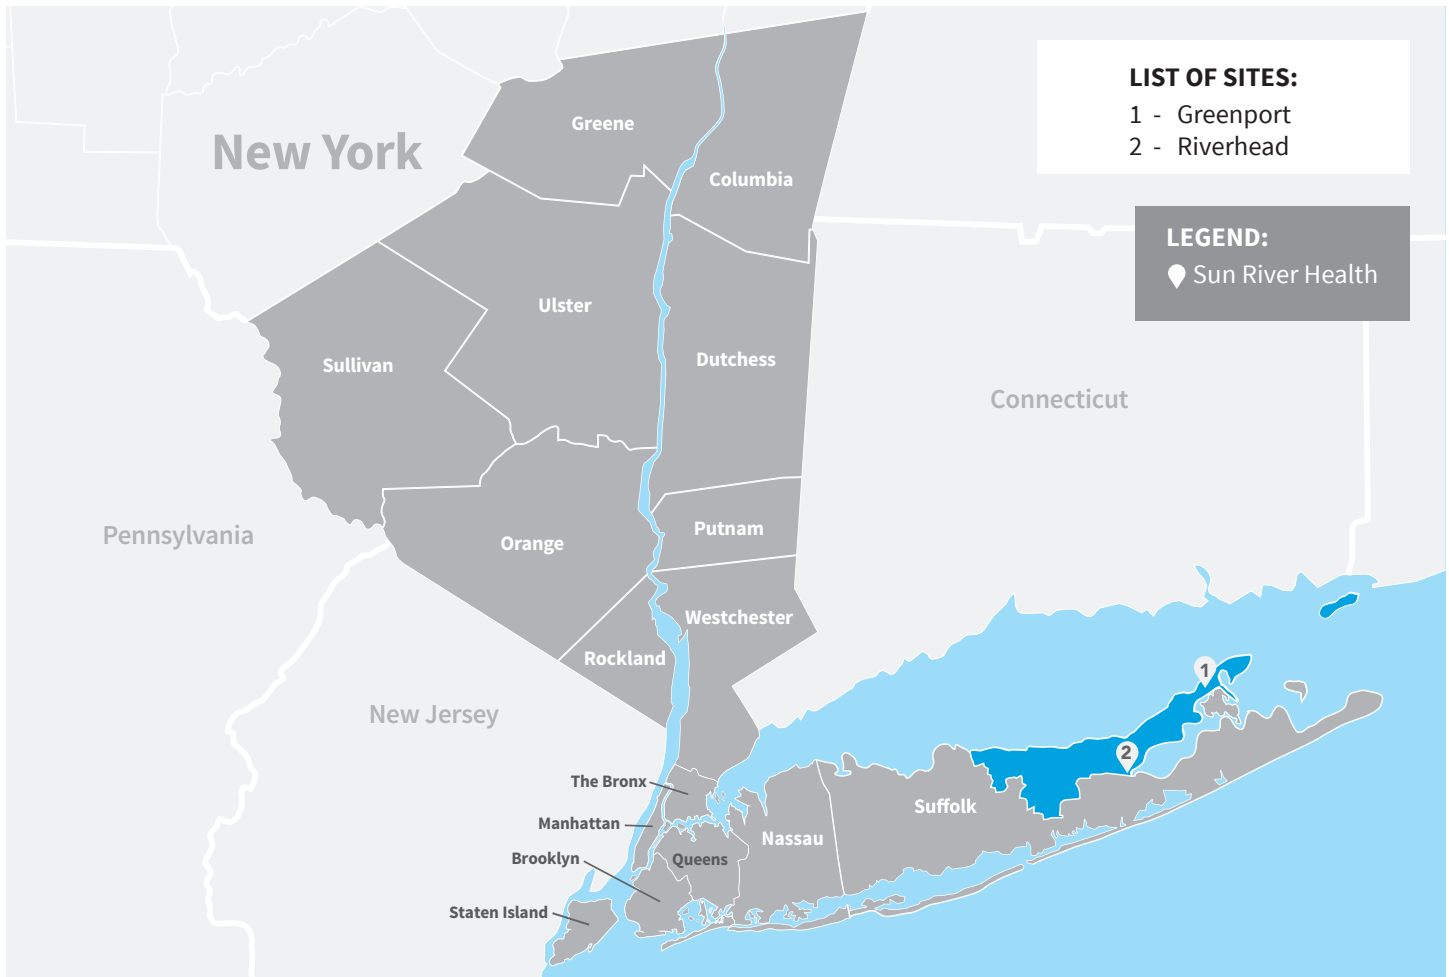 LIST OF SITES:
1 - Greenport
2 - Riverhead
LEGEND:
Sun River Health
New York
Greene
Columbia
Ulster
Sullivan
Dutchess
Connecticut
Pennsylvania
Orange
Putnam
Westchester
Rockland
New Jersey
1
2
The Bronx
Manhattan
Suffolk
Nassau
Brooklyn
Queens
Staten Island